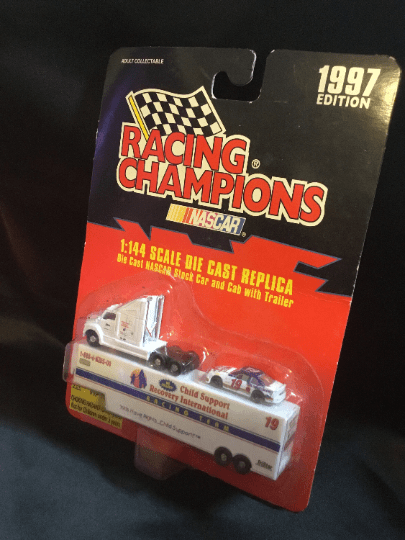 ADULT COLLECTABLE
1997
EDITION
RACING
CHAMPIONS®
NASCAR®
1:144 SCALE DIE CAST REPLICA
Die Cast NASCAR Stock Car and Cab with Trailer
19
Child Support
Recovery International
19
RACING TEAM